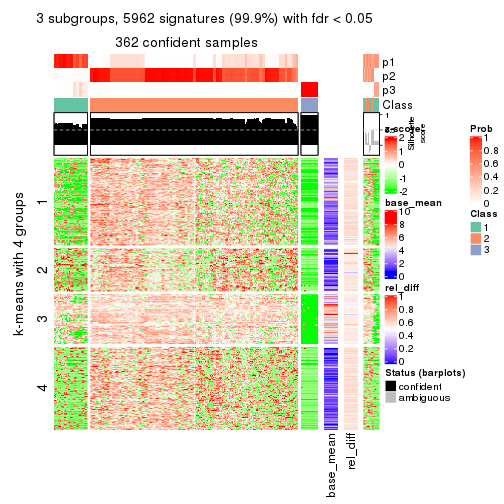 3 subgroups, 5962 signatures (99.9%) with fdr < 0.05
362 confident samples
p1
p2
p3
Class
1
Silhouette
score
k-means with 4 groups
1
2
3
4
base_mean
rel_diff
z-score
2
1
0
-1
-2
base_mean
10
8
6
4
2
0
rel_diff
1
0.8
0.6
0.4
0.2
0
Status (barplots)
confident
ambiguous
Prob
1
0.8
0.6
0.4
0.2
0
Class
1
2
3